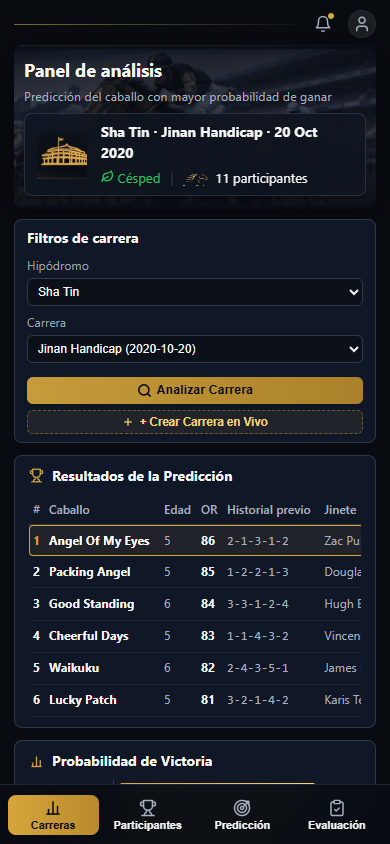 Panel de análisis
Predicción del caballo con mayor probabilidad de ganar
Sha Tin · Jinan Handicap · 20 Oct
2020
Césped | 11 participantes
Filtros de carrera
Hipódromo
Sha Tin
Carrera
Jinan Handicap (2020-10-20)
Analizar Carrera
+ + Crear Carrera en Vivo
Resultados de la Predicción
# Caballo Edad OR Historial previo Jinete
1 Angel Of My Eyes 5 86 2-1-3-1-2 Zac Pu
2 Packing Angel 5 85 1-2-2-1-3 Dougla
3 Good Standing 6 84 3-3-1-2-4 Hugh
4 Cheerful Days 5 83 1-1-4-3-2 Vincen
5 Waikuku 6 82 2-4-3-5-1 James
6 Lucky Patch 5 81 3-2-1-4-2 Karis Te
Probabilidad de Victoria
Carreras Participantes Predicción Evaluación